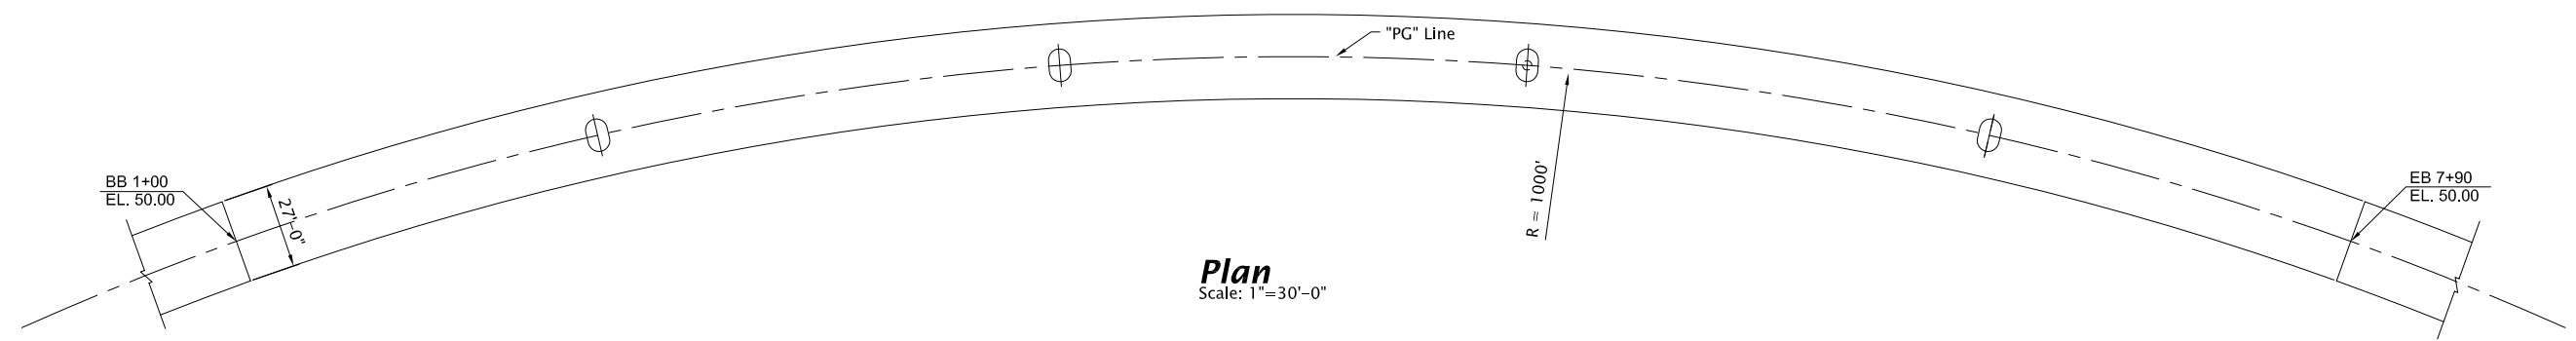 "PG" Line
BB 1+00
EL. 50.00
27'-0"
R = 1000'
EB 7+90
EL. 50.00
Plan
Scale: 1"=30'-0"